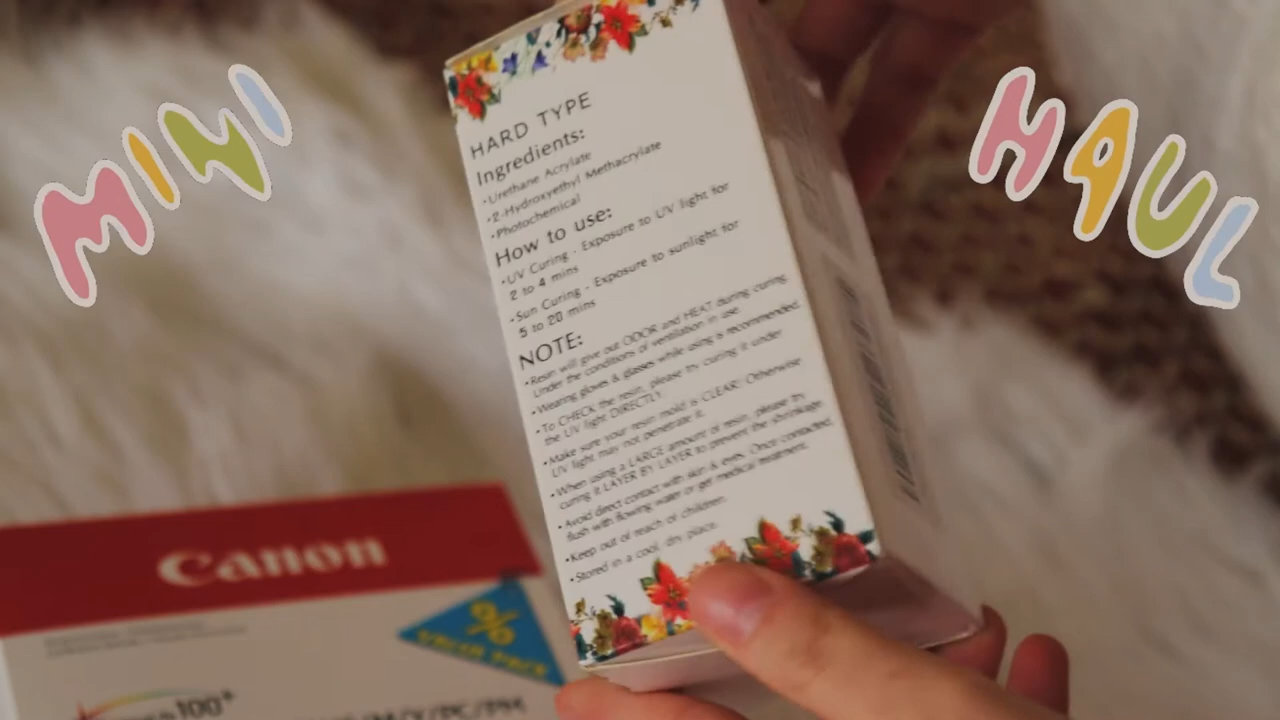 MINI
HAUL
HARD TYPE
Ingredients:
•Urethane Acrylate
•2-Hydroxyethyl Methacrylate
•Photochemical
How to use:
•UV Curing - Exposure to UV light for
2 to 4 mins
•Sun Curing - Exposure to sunlight for
5 to 20 mins
NOTE:
•Resin will give out ODOR and HEAT during curing.
Under the conditions of ventilation in use.
•Wearing gloves & glasses while using is recommended.
•To CHECK the resin, please try curing it under
the UV light DIRECTLY.
•Make sure your resin mold is CLEAR! Otherwise
UV light may not penetrate it.
•When using a LARGE amount of resin, please try
curing it LAYER BY LAYER to prevent the shrinkage.
•Avoid direct contact with skin & eyes. Once contacted,
flush with flowing water or get medical treatment.
•Keep out of reach of children.
•Stored in a cool, dry place.
Canon
%
100+